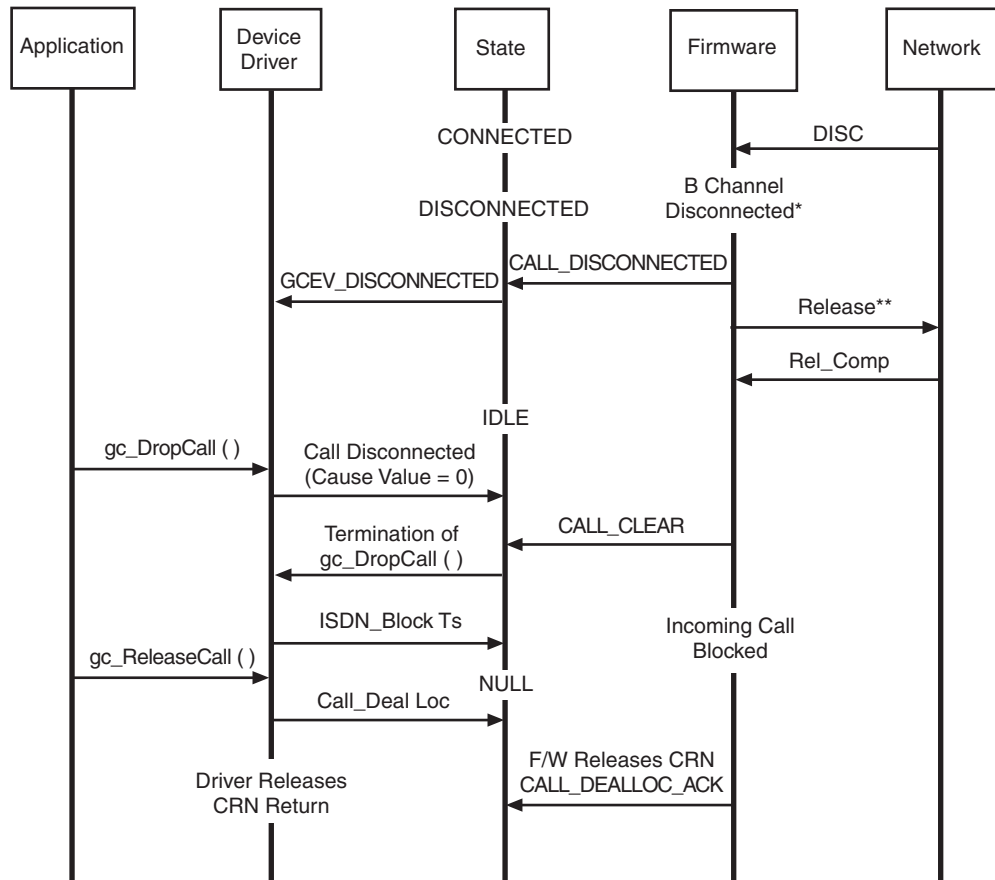 Application
Device
Driver
State
Firmware
Network
CONNECTED
DISC
B Channel
Disconnected*
DISCONNECTED
CALL_DISCONNECTED
GCEV_DISCONNECTED
Release**
Rel_Comp
IDLE
gc_DropCall ( )
Call Disconnected
(Cause Value = 0)
CALL_CLEAR
Termination of
gc_DropCall ( )
ISDN_Block Ts
Incoming Call
Blocked
gc_ReleaseCall ( )
NULL
Call_Deal Loc
F/W Releases CRN
CALL_DEALLOC_ACK
Driver Releases
CRN Return